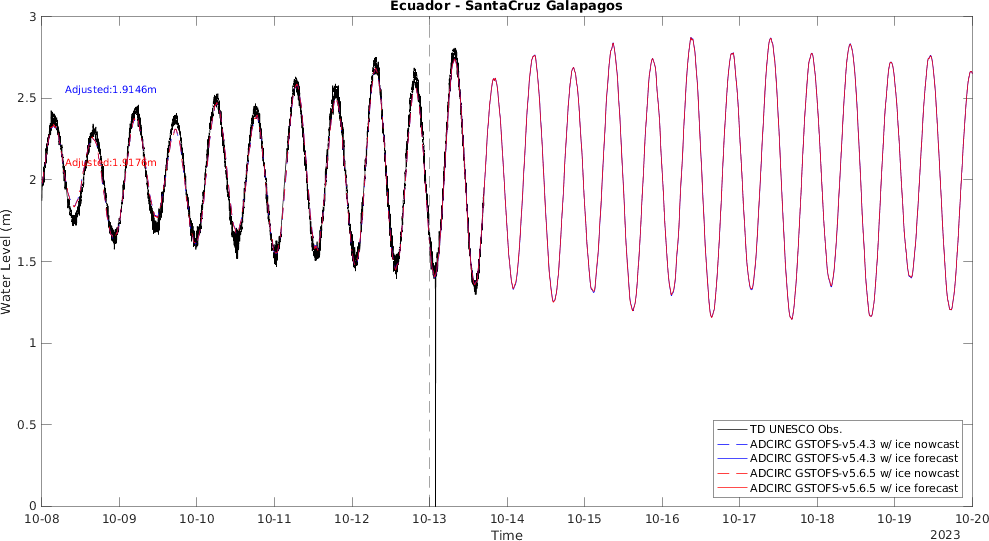 Ecuador - SantaCruz Galapagos
3
2.5
2
1.5
1
0.5
0
Water Level (m)
Adjusted:1.9146m
Adjusted:1.9176m
TD UNESCO Obs.
ADCIRC GSTOFS-v5.4.3 w/ ice nowcast
ADCIRC GSTOFS-v5.4.3 w/ ice forecast
ADCIRC GSTOFS-v5.6.5 w/ ice nowcast
ADCIRC GSTOFS-v5.6.5 w/ ice forecast
10-08 10-09 10-10 10-11 10-12 10-13 10-14 10-15 10-16 10-17 10-18 10-19 10-20
Time
2023